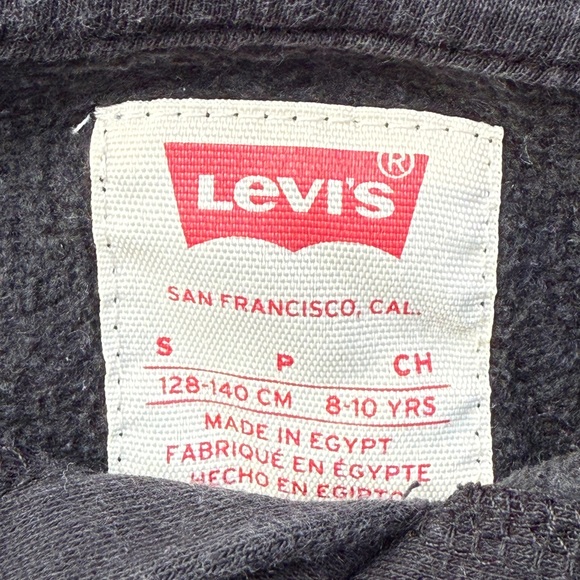 Levi's®
SAN FRANCISCO, CAL.
S P CH
128-140 CM 8-10 YRS
MADE IN EGYPT
FABRIQUÉ EN ÉGYPTE
HECHO EN EGIPTO